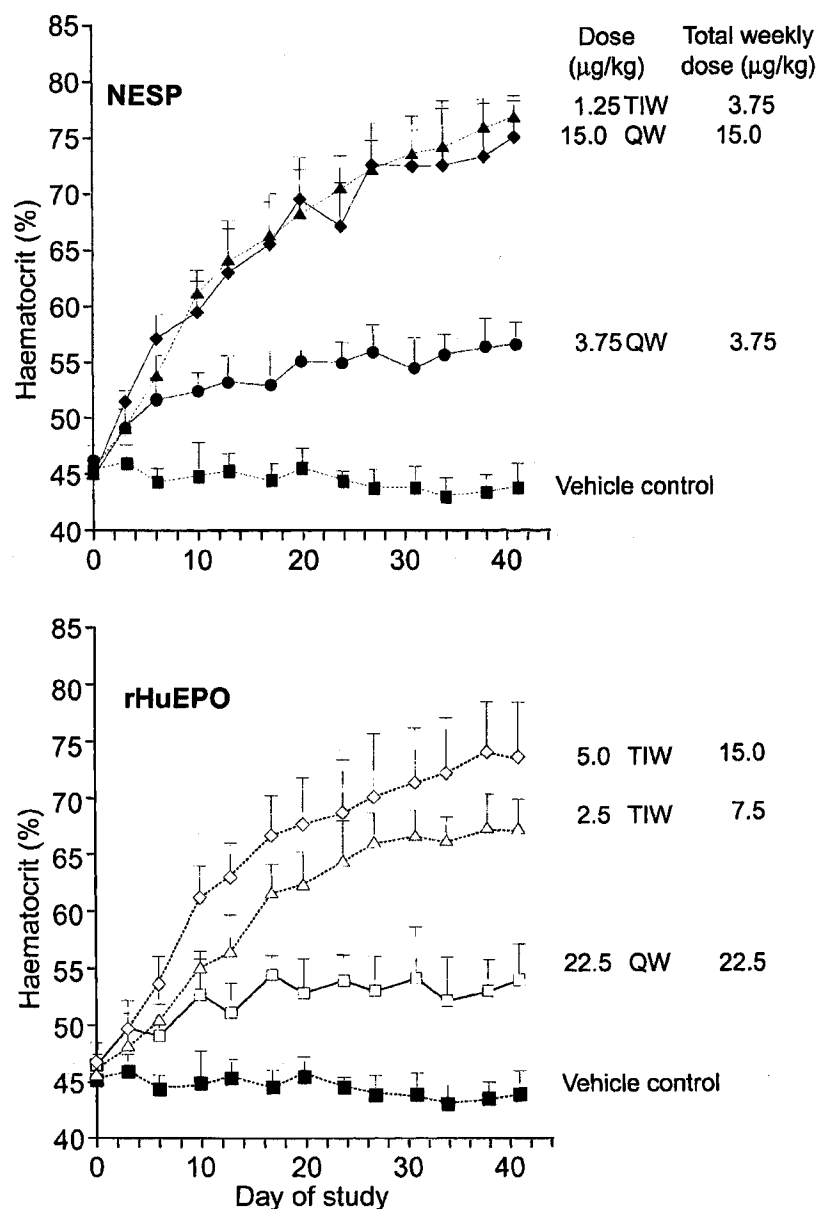 Dose Total weekly
(μg/kg) dose (μg/kg)
85
80
75
70
65
60
55
50
45
40
Haematocrit (%)
NESP
1.25 TIW 3.75
15.0 QW 15.0
3.75 QW 3.75
Vehicle control
0 10 20 30 40
85
80
75
70
65
60
55
50
45
40
Haematocrit (%)
rHuEPO
5.0 TIW 15.0
2.5 TIW 7.5
22.5 QW 22.5
Vehicle control
0 10 20 30 40
Day of study